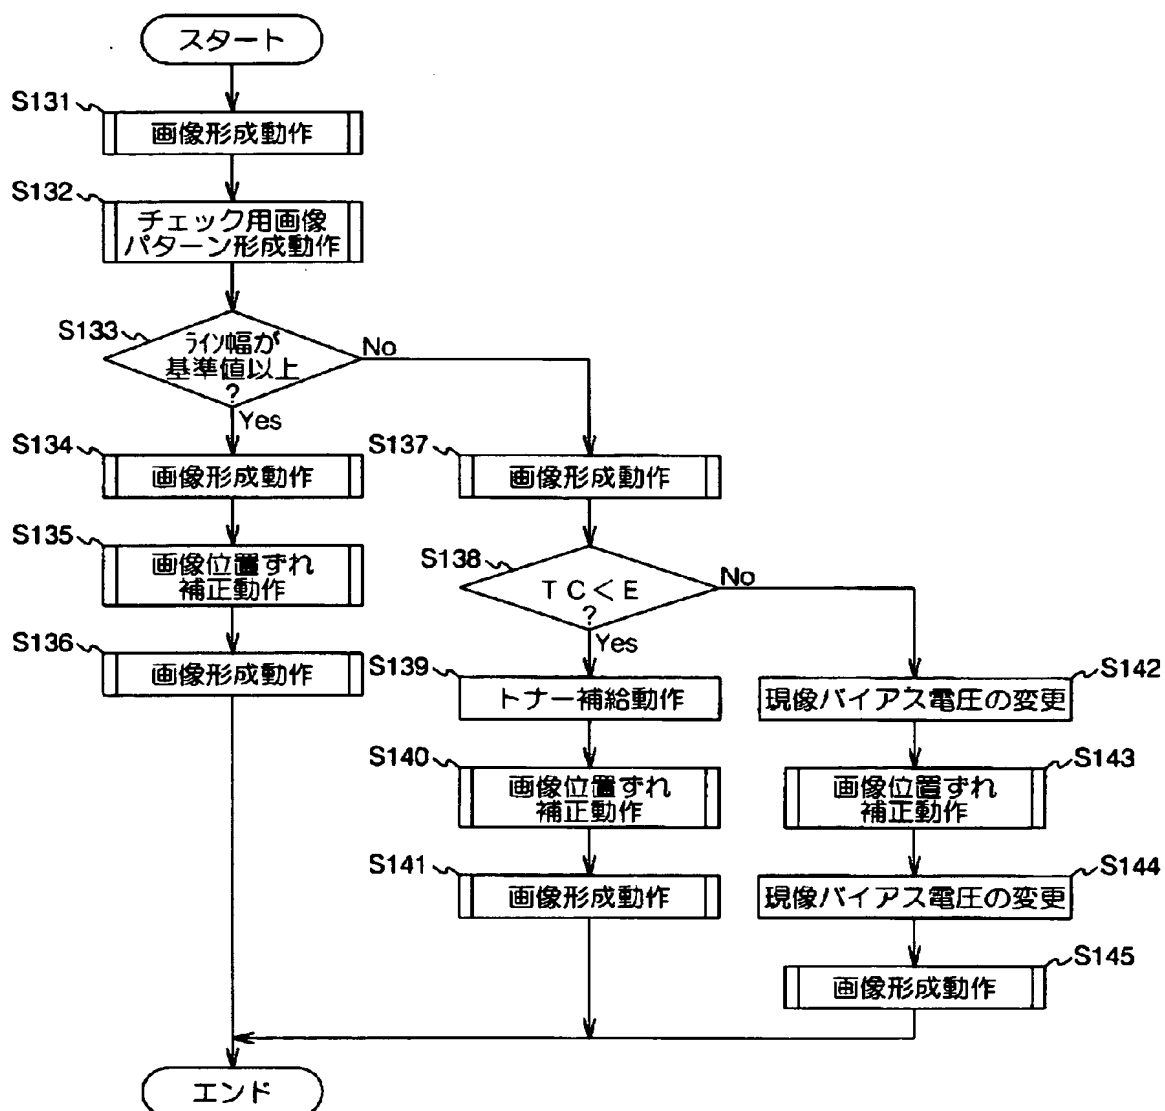 スタート
S131
画像形成動作
S132
チェック用画像
パターン形成動作
S133
ライン幅が
基準値以上
?
No
Yes
S134
画像形成動作
S135
画像位置ずれ
補正動作
S136
画像形成動作
S137
画像形成動作
S138
TC<E
?
No
Yes
S139
トナー補給動作
S140
画像位置ずれ
補正動作
S141
画像形成動作
S142
現像バイアス電圧の変更
S143
画像位置ずれ
補正動作
S144
現像バイアス電圧の変更
S145
画像形成動作
エンド